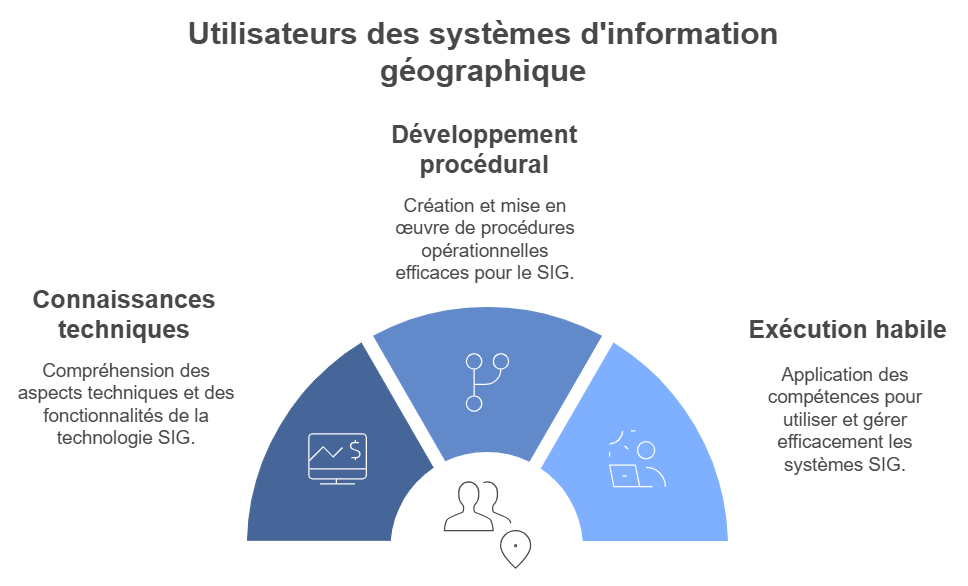 Utilisateurs des systèmes d'information
géographique
Développement
procédural
Création et mise en
œuvre de procédures
opérationnelles
efficaces pour le SIG.
Connaissances
techniques
Compréhension des
aspects techniques et des
fonctionnalités de la
technologie SIG.
Exécution habile
Application des
compétences pour
utiliser et gérer
efficacement les
systèmes SIG.
$